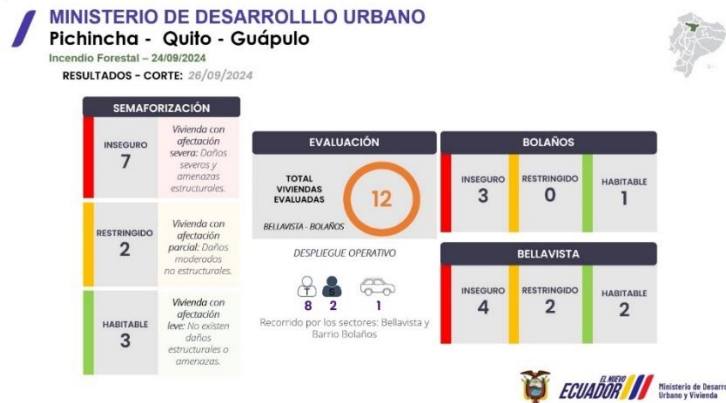 MINISTERIO DE DESARROLLLO URBANO
Pichincha - Quito - Guápulo
Incendio Forestal – 24/09/2024
RESULTADOS - CORTE: 26/09/2024
SEMAFORIZACIÓN
INSEGURO
7
Vivienda con
afectación
severa: Daños
severos y
amenazas
estructurales.
RESTRINGIDO
2
Vivienda con
afectación
parcial: Daños
moderados
no estructurales.
HABITABLE
3
Vivienda con
afectación
leve: No existen
daños
estructurales o
amenazas.
EVALUACIÓN
TOTAL
VIVIENDAS
EVALUADAS
12
BELLAVISTA - BOLAÑOS
DESPLIEGUE OPERATIVO
T S
8 2 1
Recorrido por los sectores: Bellavista y
Barrio Bolaños
BOLAÑOS
INSEGURO
3
RESTRINGIDO
0
HABITABLE
1
BELLAVISTA
INSEGURO
4
RESTRINGIDO
2
HABITABLE
2
EL NUEVO
ECUADOR
Ministerio de Desarro
Urbano y Vivienda